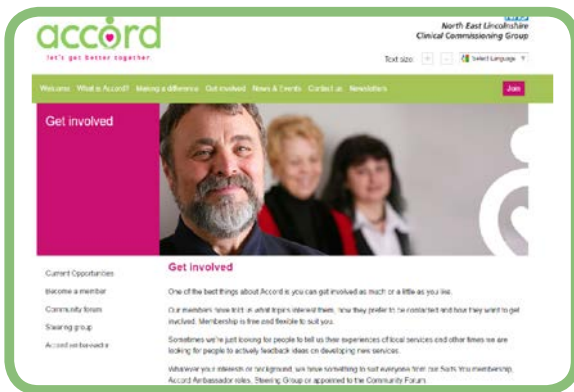 accord
let's get better together.
NHS
North East Lincolnshire
Clinical Commissioning Group
Text size + - Select Language
Welcome What is Accord? Making a difference Get involved News & Events Contact us Newsletters Join
Get involved
Current Opportunities
Become a member
Community forum
Steering group
Accord ambassador
Get involved
One of the best things about Accord is you can get involved as much or a little as you like.
Our members have told us what topics interest them, how they prefer to be contacted and how they want to get
involved. Membership is free and flexible to suit you.
Sometimes we're just looking for people to tell us their experiences of local services and other times we are
looking for people to actively feedback ideas on developing new services.
Whatever your interests or background, we have something to suit everyone from our Suits You membership,
Accord Ambassador roles, Steering Group or appointed to the Community Forum.